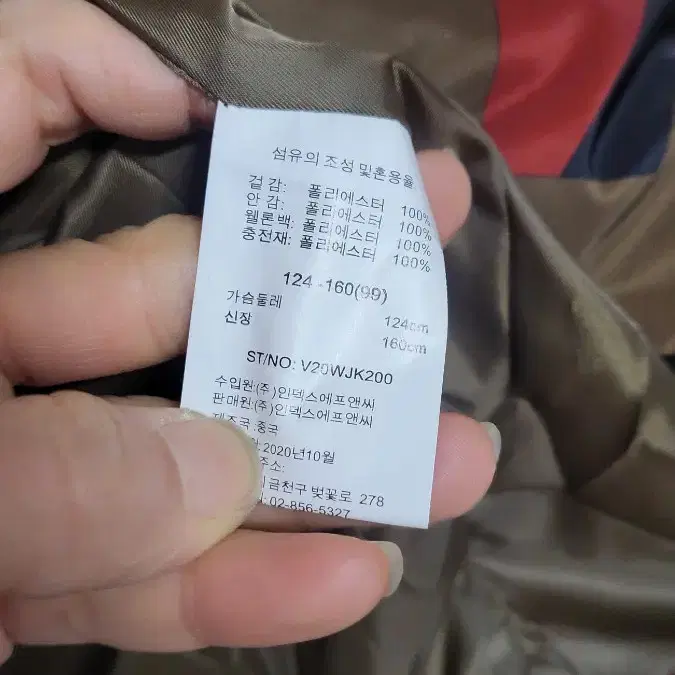 섬유의 조성 및혼용율
겉 감: 폴리에스터 100%
안 감: 폴리에스터 100%
웰론백: 폴리에스터 100%
충전재: 폴리에스터 100%
124 -160(99)
가슴둘레 124cm
신장 160cm
ST/NO: V20WJK200
수입원:(주)인덱스에프앤씨
판매원:(주)인덱스에프앤씨
제조국 :중국
2020년10월
주소:
금천구 벚꽃로 278
02-856-5327